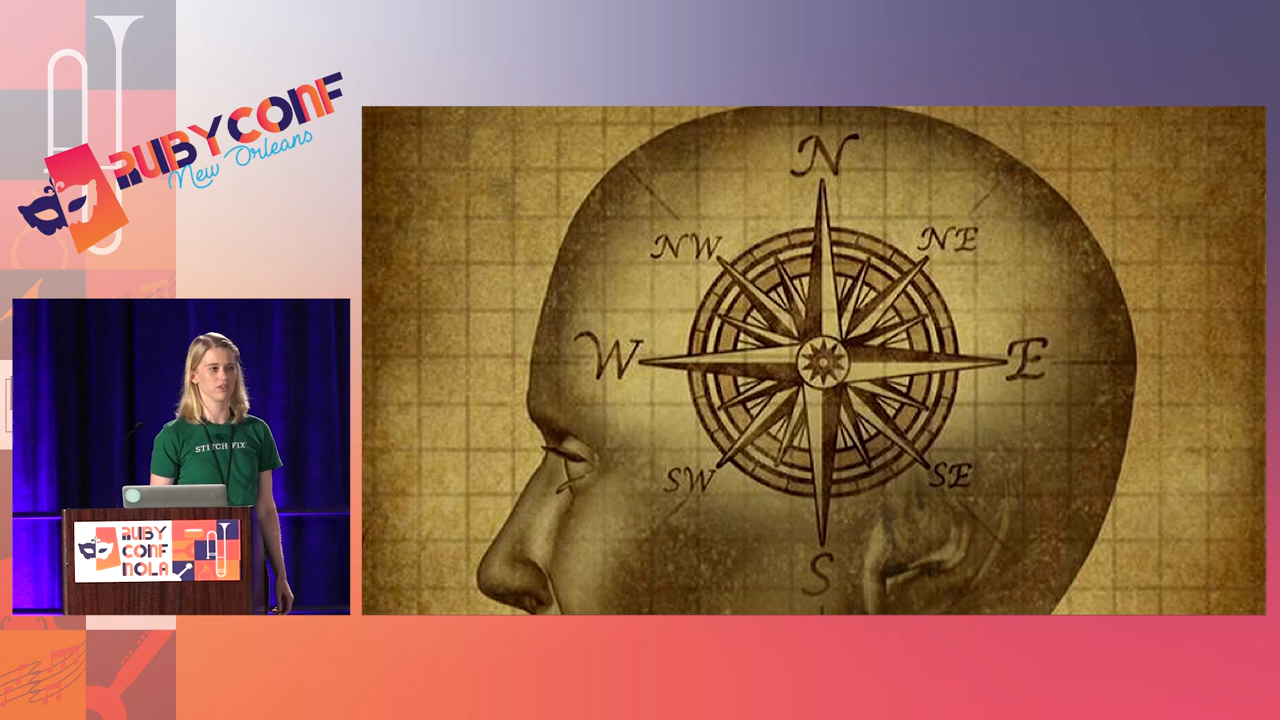 RUBYCONF
New Orleans
N
NW
NE
W
E
SW
SE
S
STITCH FIX
RUBY
CONF
NOLA